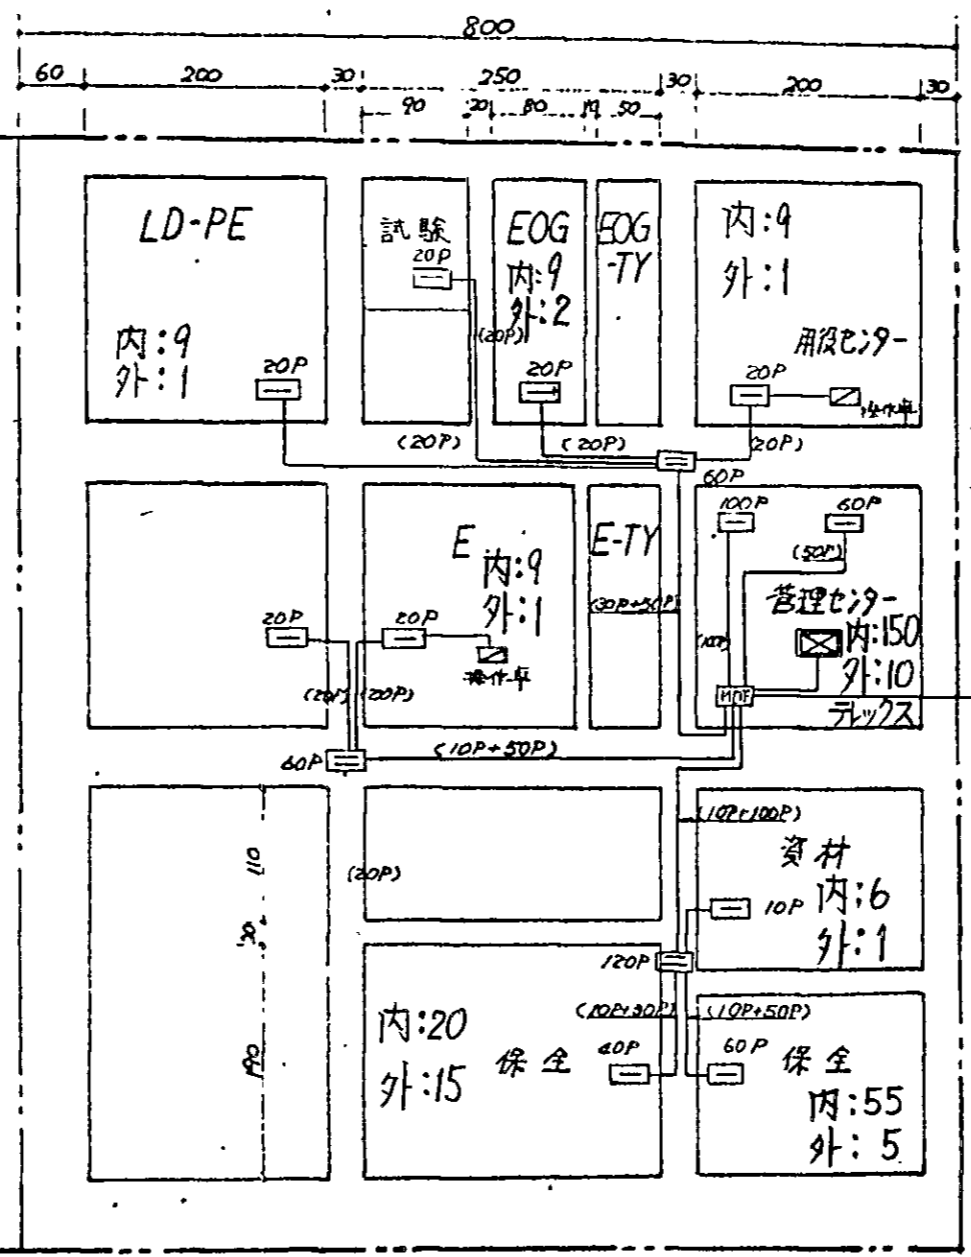 800
60 200 30 250 30 200 30
90 20 80 10 50
LD-PE
内:9
外:1
20P
試験
20P
(20P)
EOG
内:9
外:2
20P
EOG
-TY
内:9
外:1
用役センター
20P
操作卓
(20P)
(20P)
(20P)
60P
20P
(20P)
E
内:9
外:1
20P
操作卓
(20P)
E-TY
(30P+50P)
100P
60P
(50P)
管理センター
内:150
外:10
テレックス
(10P)
MDF
60P
(10P+50P)
110
30
190
(20P)
(10P+100P)
資材
内:6
外:1
10P
120P
内:20
外:15
保全
40P
(10P+30P)
(10P+50P)
60P
保全
内:55
外:5